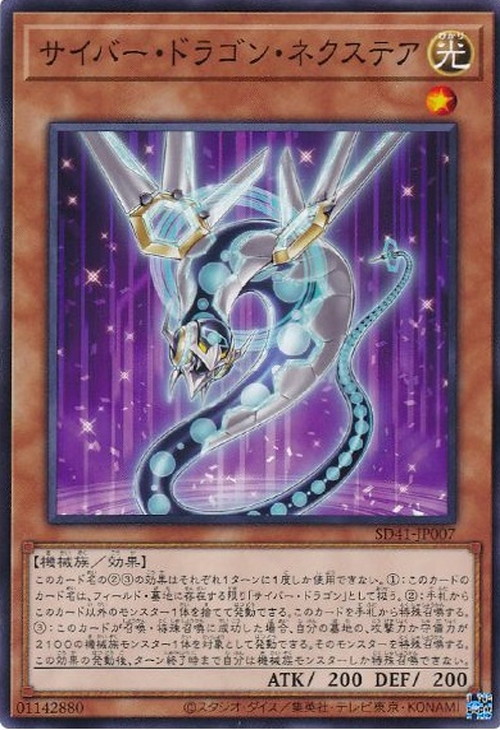 サイバー・ドラゴン・ネクステア
光
SD41-JP007
【機械族／効果】
このカード名の②③の効果はそれぞれ1ターンに1度しか使用できない。①：このカードの
カード名は、フィールド・墓地に存在する限り「サイバー・ドラゴン」として扱う。②：手札から
このカード以外のモンスター1体を捨てて発動できる。このカードを手札から特殊召喚する。
③：このカードが召喚・特殊召喚に成功した場合、自分の墓地の、攻撃力か守備力が
2100の機械族モンスター1体を対象として発動できる。そのモンスターを特殊召喚する。
この効果の発動後、ターン終了時まで自分は機械族モンスターしか特殊召喚できない。
ATK/ 200 DEF/ 200
01142880
©スタジオ・ダイス／集英社・テレビ東京・KONAMI